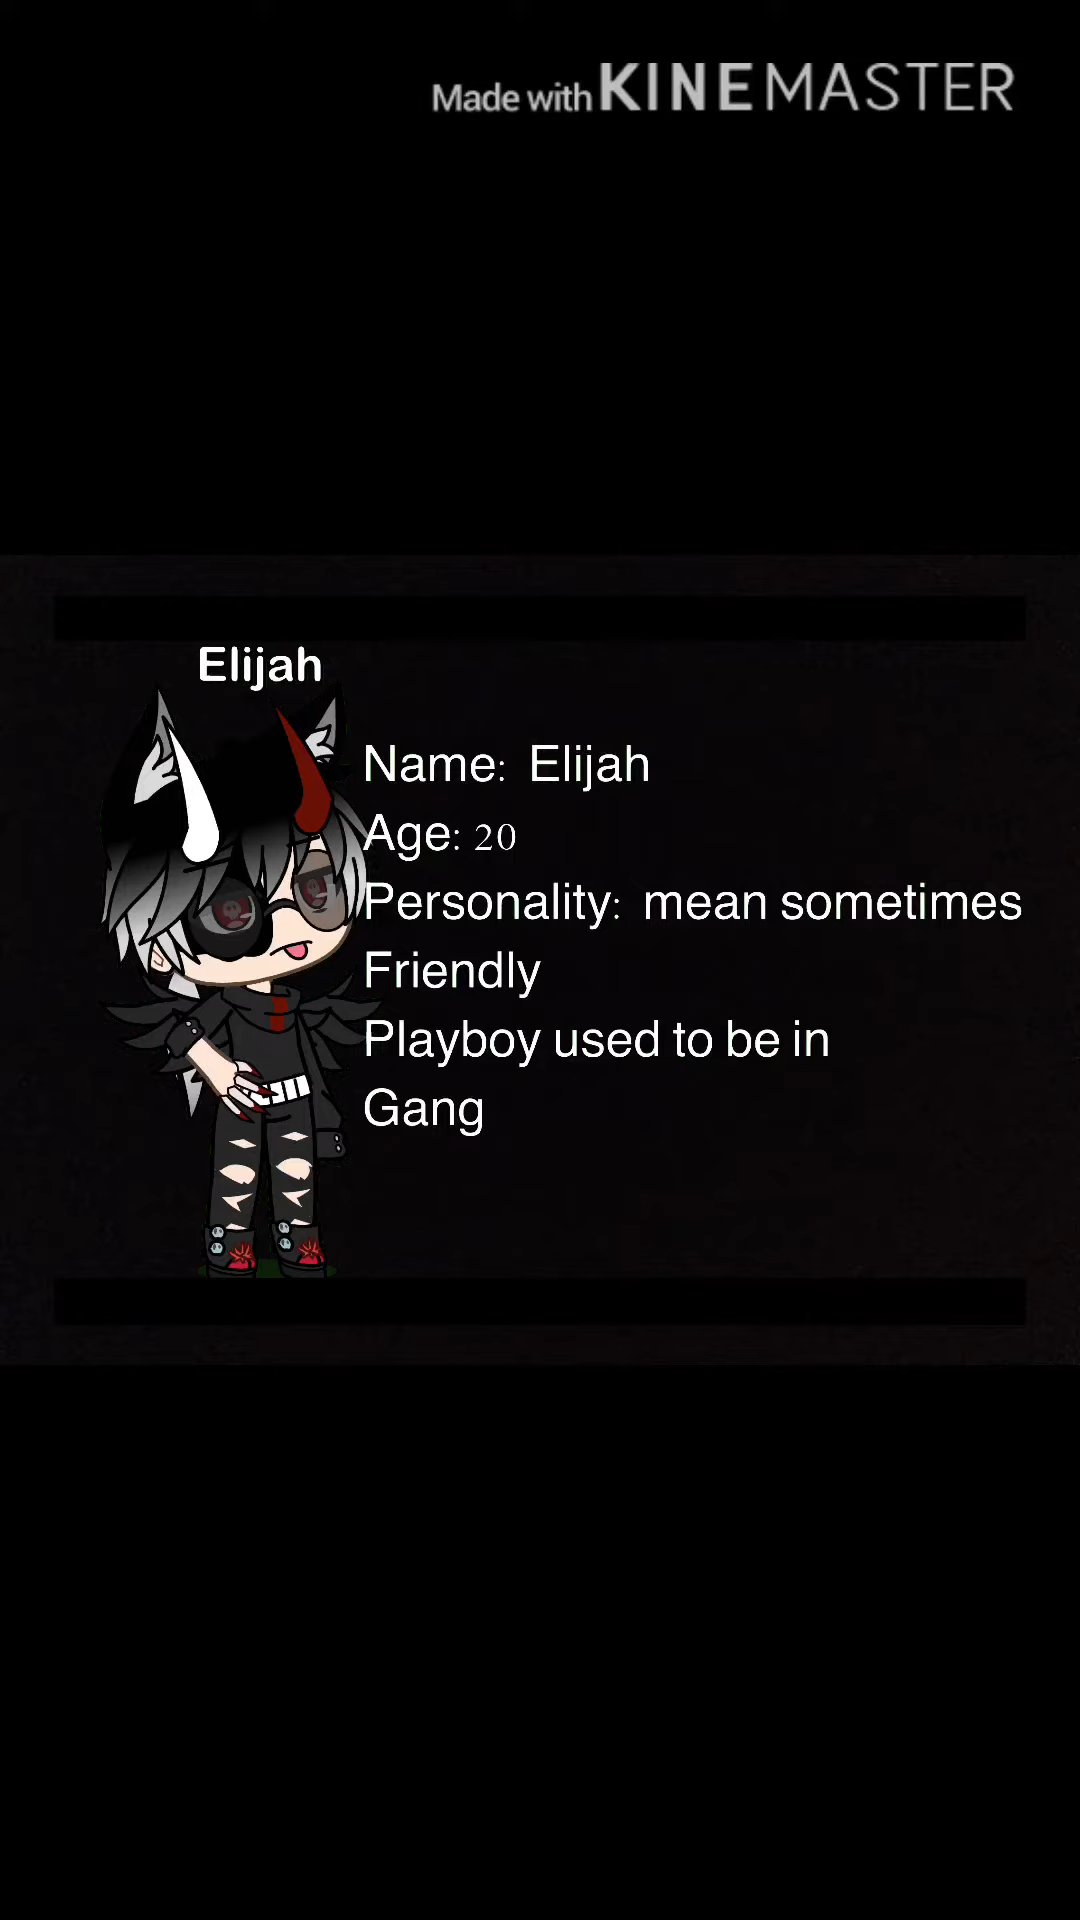 Made with KINEMASTER
Elijah
Name: Elijah
Age: 20
Personality: mean sometimes
Friendly
Playboy used to be in
Gang